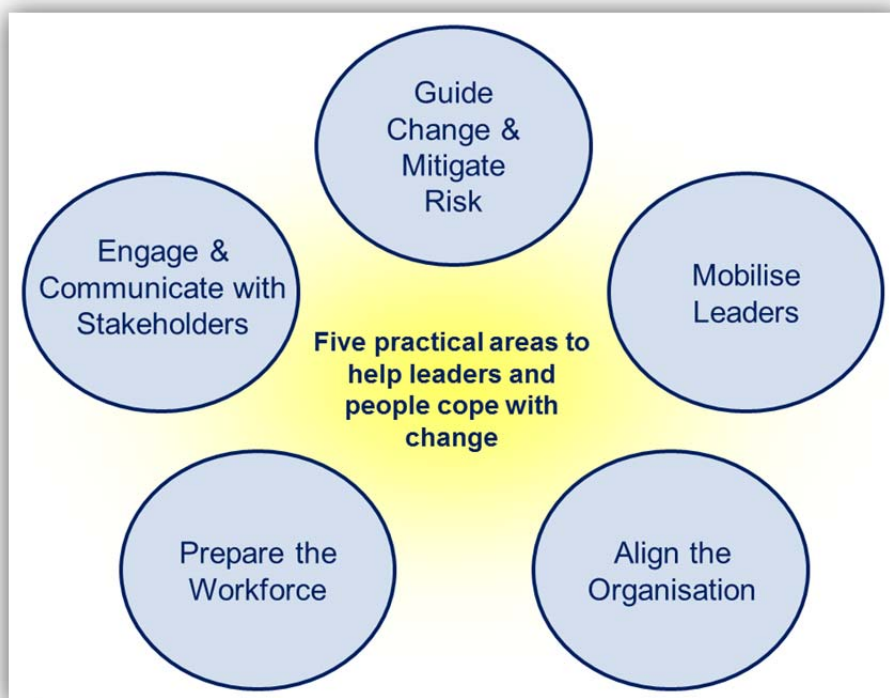 Guide
Change &
Mitigate
Risk
Engage &
Communicate with
Stakeholders
Mobilise
Leaders
Five practical areas to
help leaders and
people cope with
change
Prepare the
Workforce
Align the
Organisation